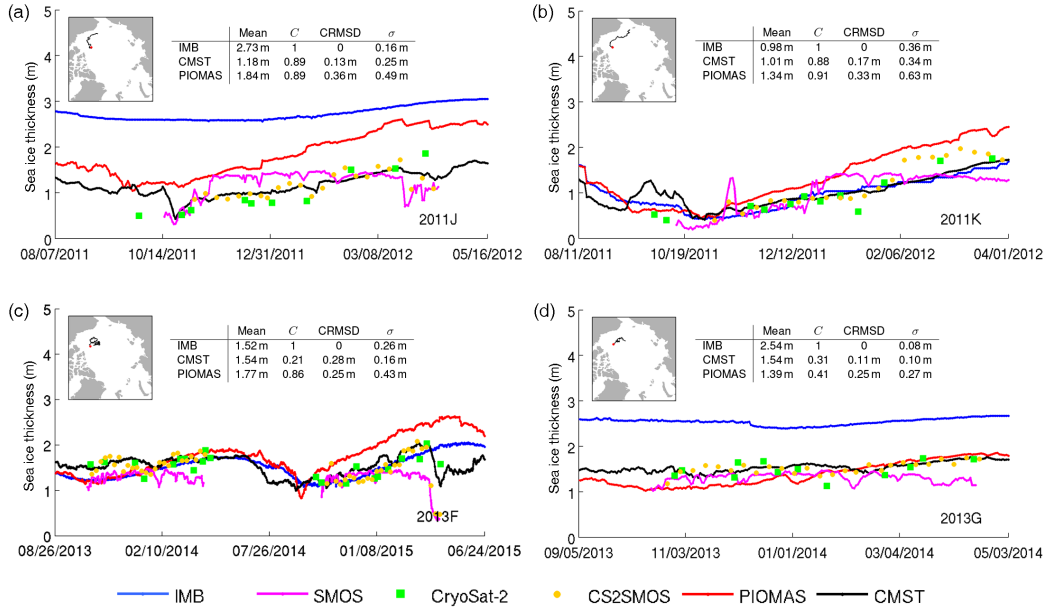 (a)
Mean C CRMSD σ
IMB 2.73 m 1 0 0.16 m
CMST 1.18 m 0.89 0.13 m 0.25 m
PIOMAS 1.84 m 0.89 0.36 m 0.49 m
Sea ice thickness (m)
5
4
3
2
1
0
2011J
08/07/2011 10/14/2011 12/31/2011 03/08/2012 05/16/2012
(b)
Mean C CRMSD σ
IMB 0.98 m 1 0 0.36 m
CMST 1.01 m 0.88 0.17 m 0.34 m
PIOMAS 1.34 m 0.91 0.33 m 0.63 m
Sea ice thickness (m)
5
4
3
2
1
0
2011K
08/11/2011 10/19/2011 12/12/2011 02/06/2012 04/01/2012
(c)
Mean C CRMSD σ
IMB 1.52 m 1 0 0.26 m
CMST 1.54 m 0.21 0.28 m 0.16 m
PIOMAS 1.77 m 0.86 0.25 m 0.43 m
Sea ice thickness (m)
5
4
3
2
1
0
2013F
08/26/2013 02/10/2014 07/26/2014 01/08/2015 06/24/2015
(d)
Mean C CRMSD σ
IMB 2.54 m 1 0 0.08 m
CMST 1.54 m 0.31 0.11 m 0.10 m
PIOMAS 1.39 m 0.41 0.25 m 0.27 m
Sea ice thickness (m)
5
4
3
2
1
0
2013G
09/05/2013 11/03/2013 01/01/2014 03/04/2014 05/03/2014
IMB SMOS CryoSat-2 CS2SMOS PIOMAS CMST